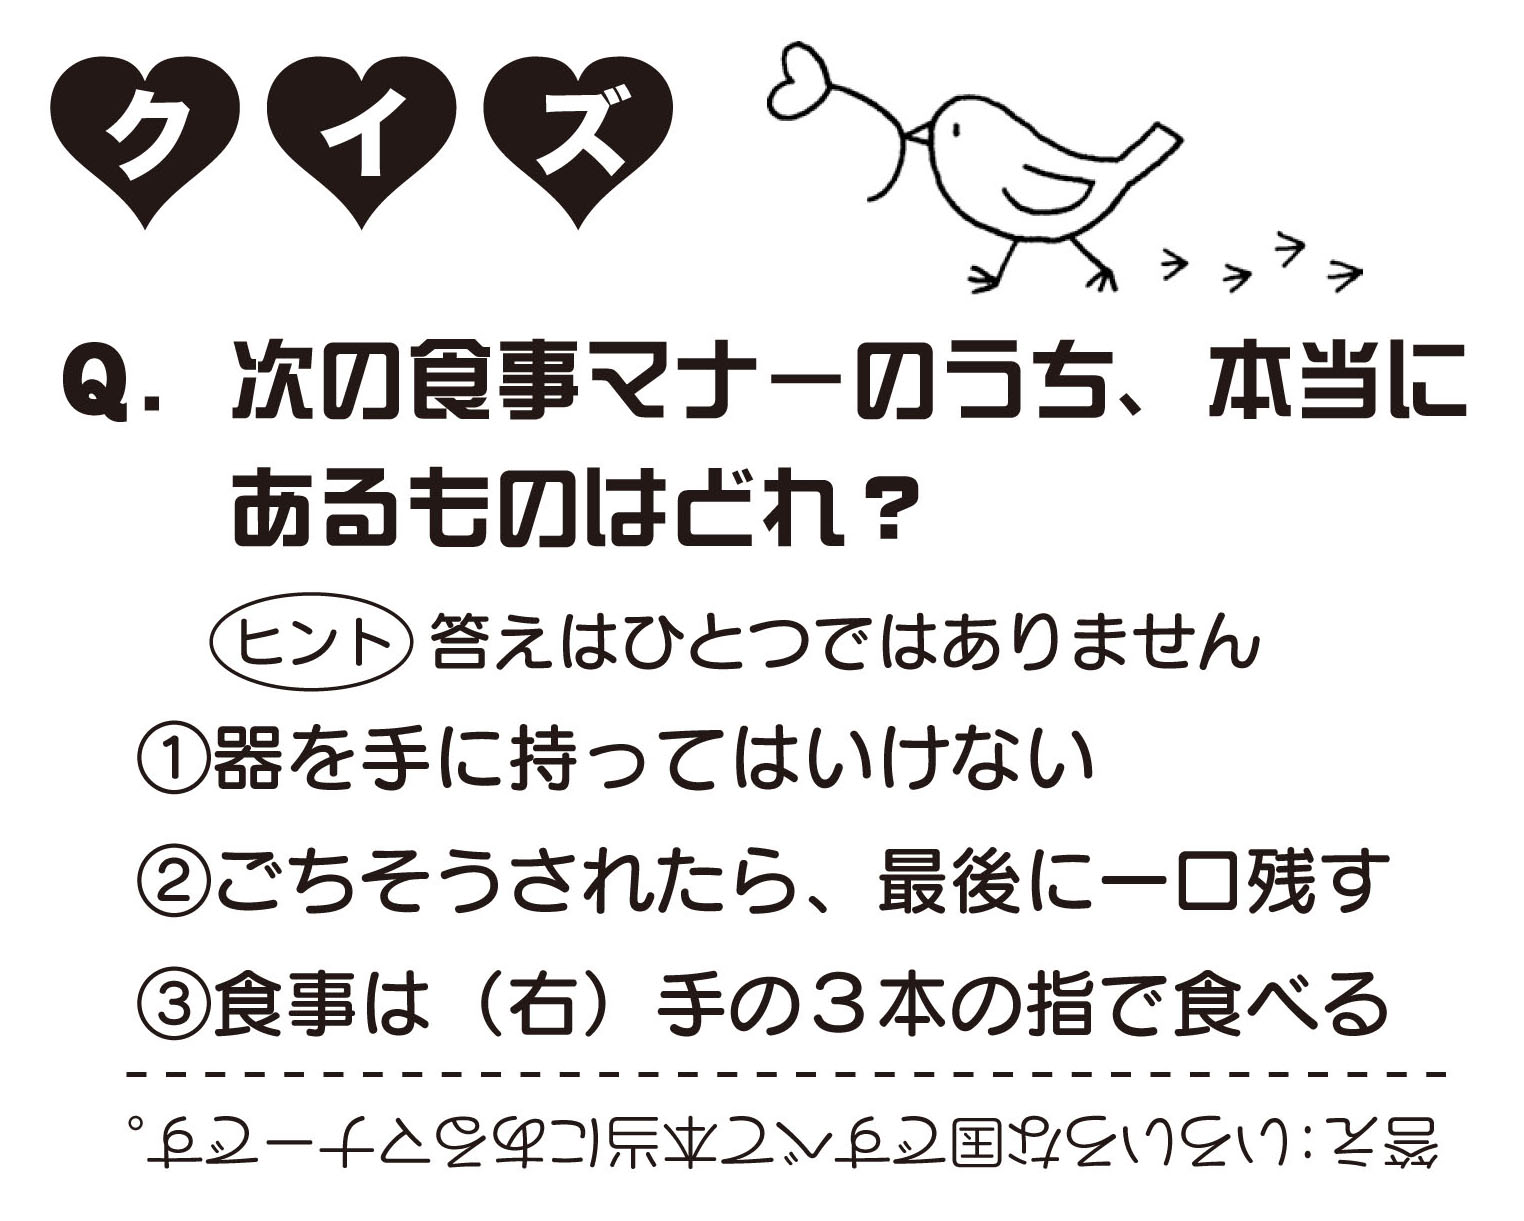 クイズ
Q. 次の食事マナーのうち、本当に
あるものはどれ?
ヒント 答えはひとつではありません
①器を手に持ってはいけない
②ごちそうされたら、最後に一口残す
③食事は（右）手の３本の指で食べる
答え:いろいろな国ですべて本当にあるマナーです。